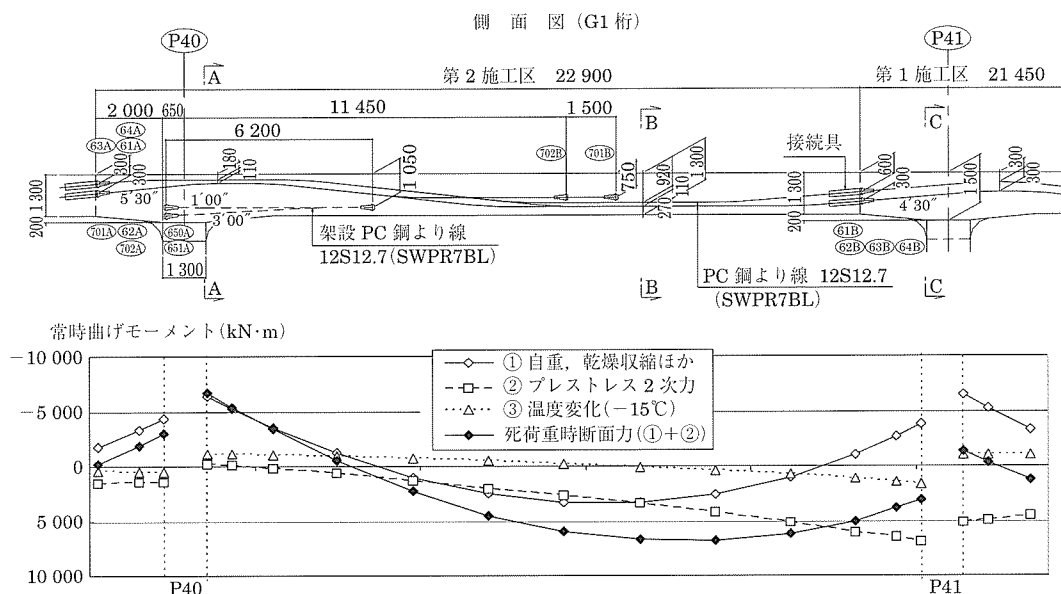 側 面 図 (G1 桁)
P40
P41
A
第 2 施工区 22 900
第 1 施工区 21 450
2 000
650
11 450
1 500
B
C
6 200
64A
63A
61A
702B
701B
接続具
300
300
180
110
1 050
750
920
110
1 300
270
1 300
600
300
1 500
300
300
1 300
200
5˚30″
1´00″
3´00″
4˚30″
200
701A
62A
650A
702A
651A
架設 PC 鋼より線
12S12.7(SWPR7BL)
61B
62B
63B
64B
1 300
A
B
PC 鋼より線 12S12.7
(SWPR7BL)
C
常時曲げモーメント(kN·m)
－10 000
－5 000
0
5 000
10 000
① 自重，乾燥収縮ほか
② プレストレス 2 次力
③ 温度変化(－15℃)
死荷重時断面力(①＋②)
P40
P41